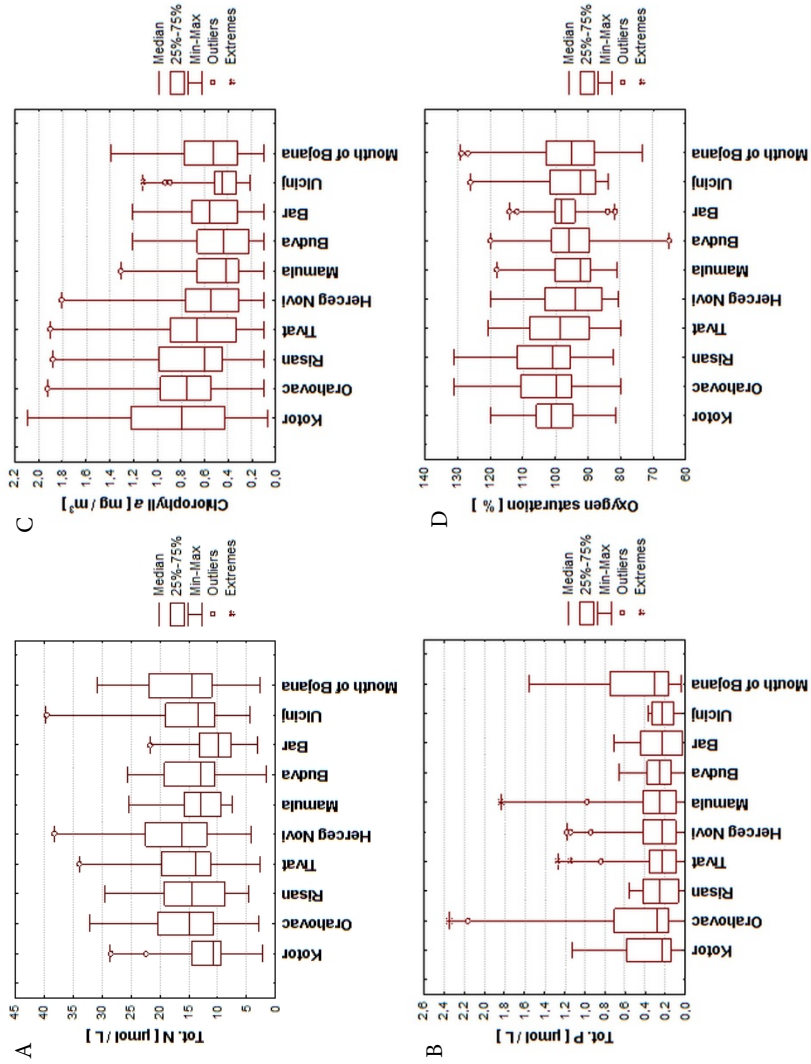 A
Tot. N [ µmol / L ]
45
40
35
30
25
20
15
10
5
0
Kotor
Orahovac
Risan
Tivat
Herceg Novi
Mamula
Budva
Bar
Ulcinj
Mouth of Bojana
Median
25%-75%
Min-Max
Outliers
Extremes
C
Chlorophyll a [ mg / m³ ]
2,2
2,0
1,8
1,6
1,4
1,2
1,0
0,8
0,6
0,4
0,2
0,0
Kotor
Orahovac
Risan
Tivat
Herceg Novi
Mamula
Budva
Bar
Ulcinj
Mouth of Bojana
Median
25%-75%
Min-Max
Outliers
Extremes
B
Tot. P [ µmol / L ]
2,6
2,4
2,2
2,0
1,8
1,6
1,4
1,2
1,0
0,8
0,6
0,4
0,2
0,0
Kotor
Orahovac
Risan
Tivat
Herceg Novi
Mamula
Budva
Bar
Ulcinj
Mouth of Bojana
Median
25%-75%
Min-Max
Outliers
Extremes
D
Oxygen saturation [ % ]
140
130
120
110
100
90
80
70
60
Kotor
Orahovac
Risan
Tivat
Herceg Novi
Mamula
Budva
Bar
Ulcinj
Mouth of Bojana
Median
25%-75%
Min-Max
Outliers
Extremes